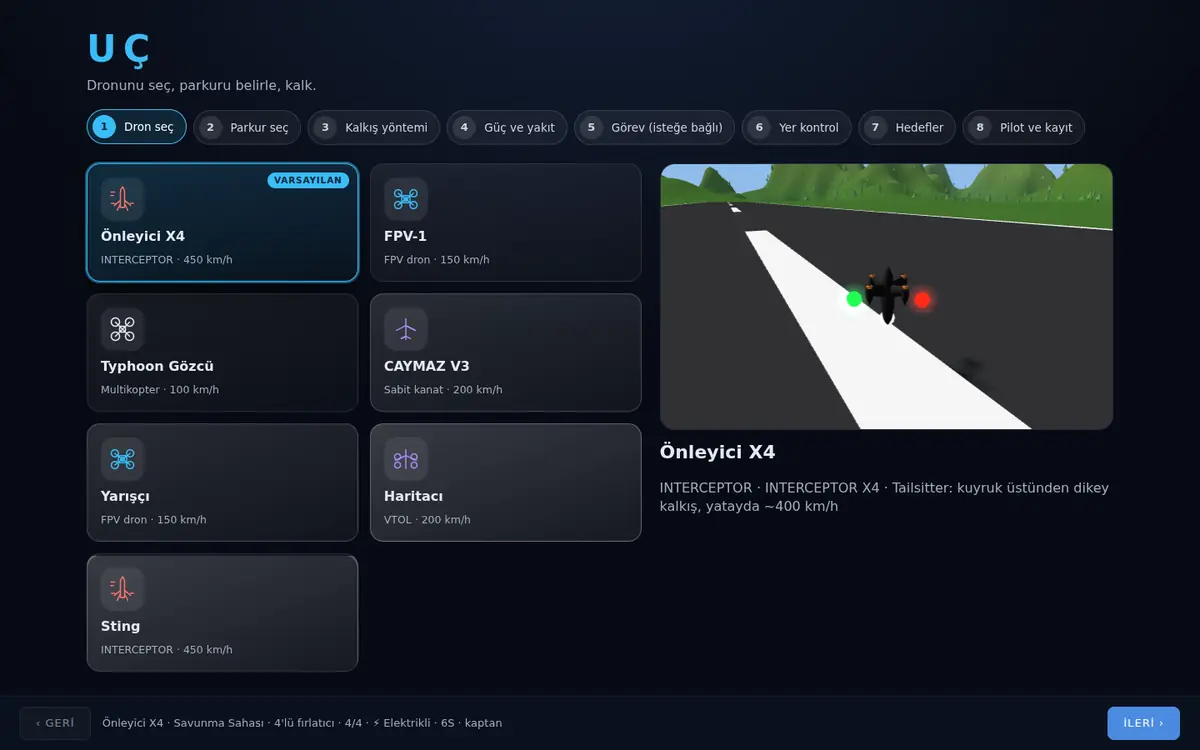 UÇ
Dronunu seç, parkuru belirle, kalk.
1 Dron seç
2 Parkur seç
3 Kalkış yöntemi
4 Güç ve yakıt
5 Görev (isteğe bağlı)
6 Yer kontrol
7 Hedefler
8 Pilot ve kayıt
VARSAYILAN
Önleyici X4
INTERCEPTOR · 450 km/h
FPV-1
FPV dron · 150 km/h
Typhoon Gözcü
Multikopter · 100 km/h
CAYMAZ V3
Sabit kanat · 200 km/h
Yarışçı
FPV dron · 150 km/h
Haritacı
VTOL · 200 km/h
Sting
INTERCEPTOR · 450 km/h
Önleyici X4
INTERCEPTOR · INTERCEPTOR X4 · Tailsitter: kuyruk üstünden dikey
kalkış, yatayda ~400 km/h
‹ GERİ
Önleyici X4 · Savunma Sahası · 4'lü fırlatıcı · 4/4 · ⚡ Elektrikli · 6S · kaptan
İLERİ ›